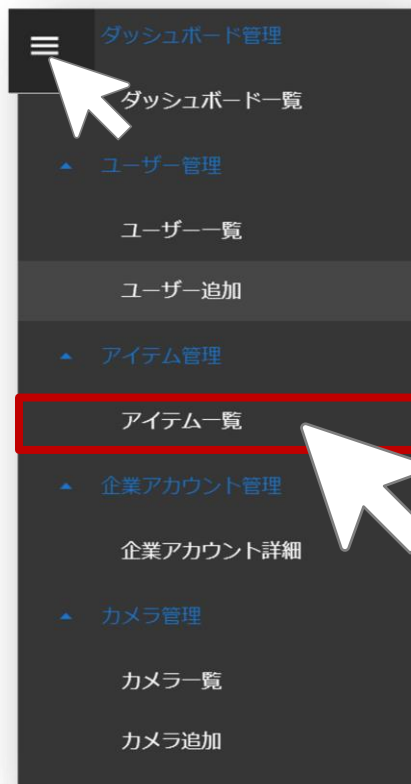 ダッシュボード管理
ダッシュボード一覧
ユーザー管理
ユーザー一覧
ユーザー追加
アイテム管理
アイテム一覧
企業アカウント管理
企業アカウント詳細
カメラ管理
カメラ一覧
カメラ追加